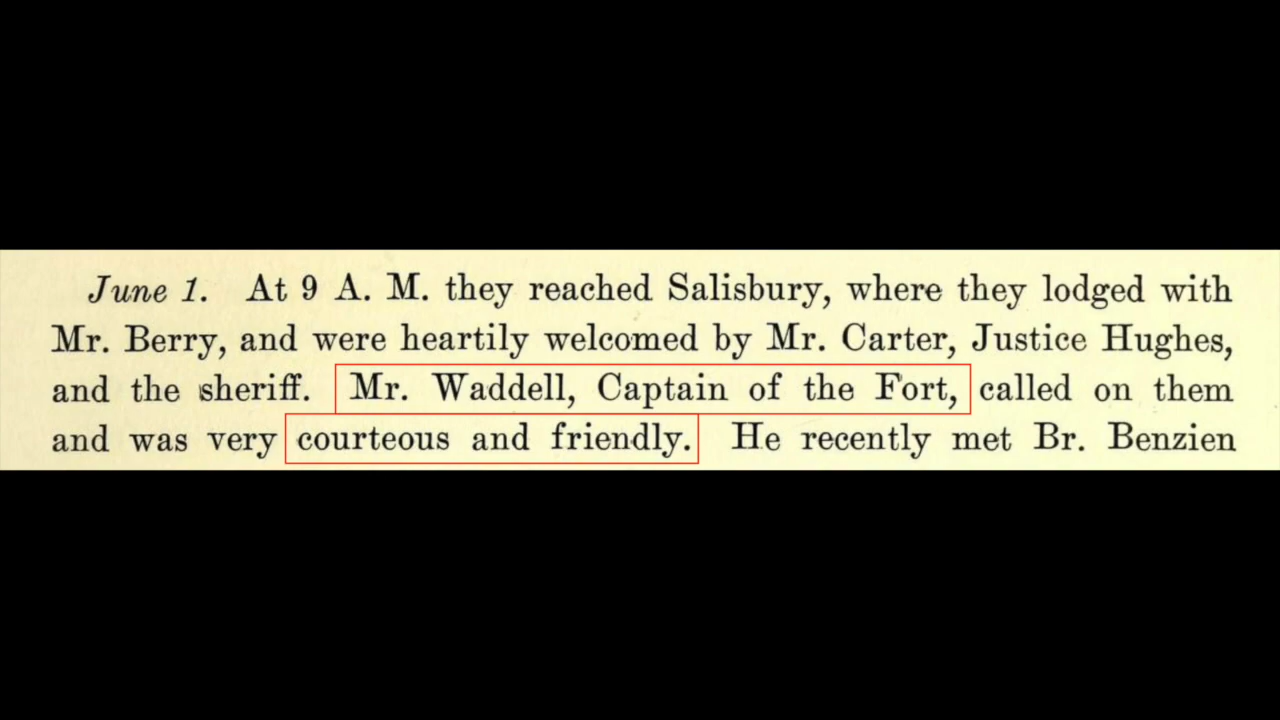 June 1. At 9 A. M. they reached Salisbury, where they lodged with
Mr. Berry, and were heartily welcomed by Mr. Carter, Justice Hughes,
and the sheriff. Mr. Waddell, Captain of the Fort, called on them
and was very courteous and friendly. He recently met Br. Benzien